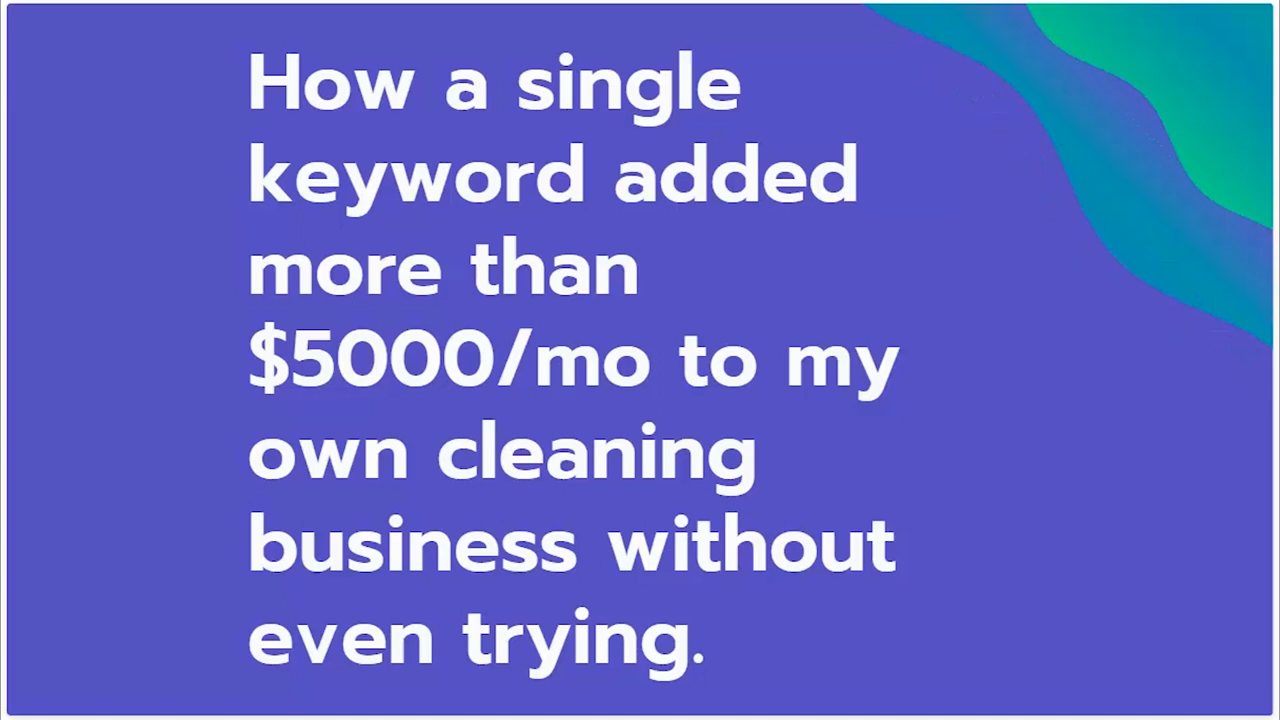 How a single
keyword added
more than
$5000/mo to my
own cleaning
business without
even trying.